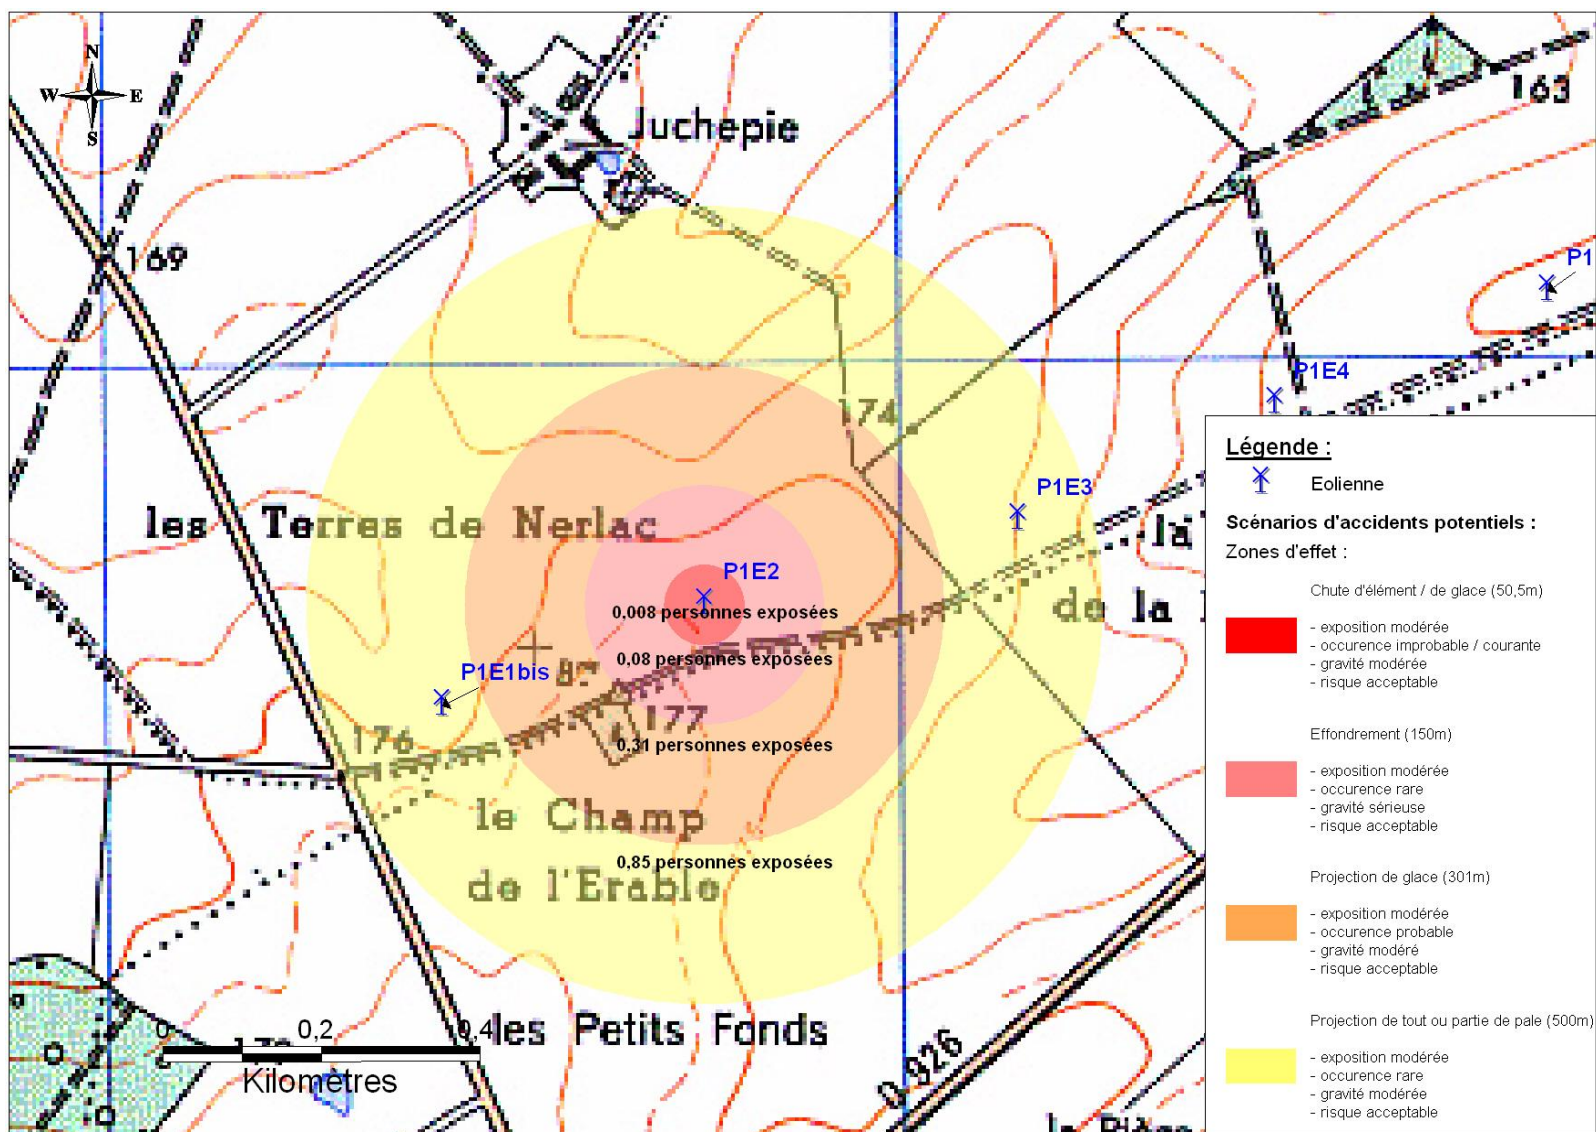 N
W E
S
Juchepie
163
169
P1
P1E4
174
P1E3
les Terres de Nerlac
la
P1E2
de la
0,008 personnes exposées
0,08 personnes exposées
P1E1bis
177
176
0,31 personnes exposées
le Champ
0,85 personnes exposées
de l'Erable
les Petits Fonds
0 0,2 0,4
Kilomètres
D 926
Légende :
Eolienne
Scénarios d'accidents potentiels :
Zones d'effet :
Chute d'élément / de glace (50,5m)
- exposition modérée
- occurence improbable / courante
- gravité modérée
- risque acceptable
Effondrement (150m)
- exposition modérée
- occurence rare
- gravité sérieuse
- risque acceptable
Projection de glace (301m)
- exposition modérée
- occurence probable
- gravité modéré
- risque acceptable
Projection de tout ou partie de pale (500m)
- exposition modérée
- occurence rare
- gravité modérée
- risque acceptable